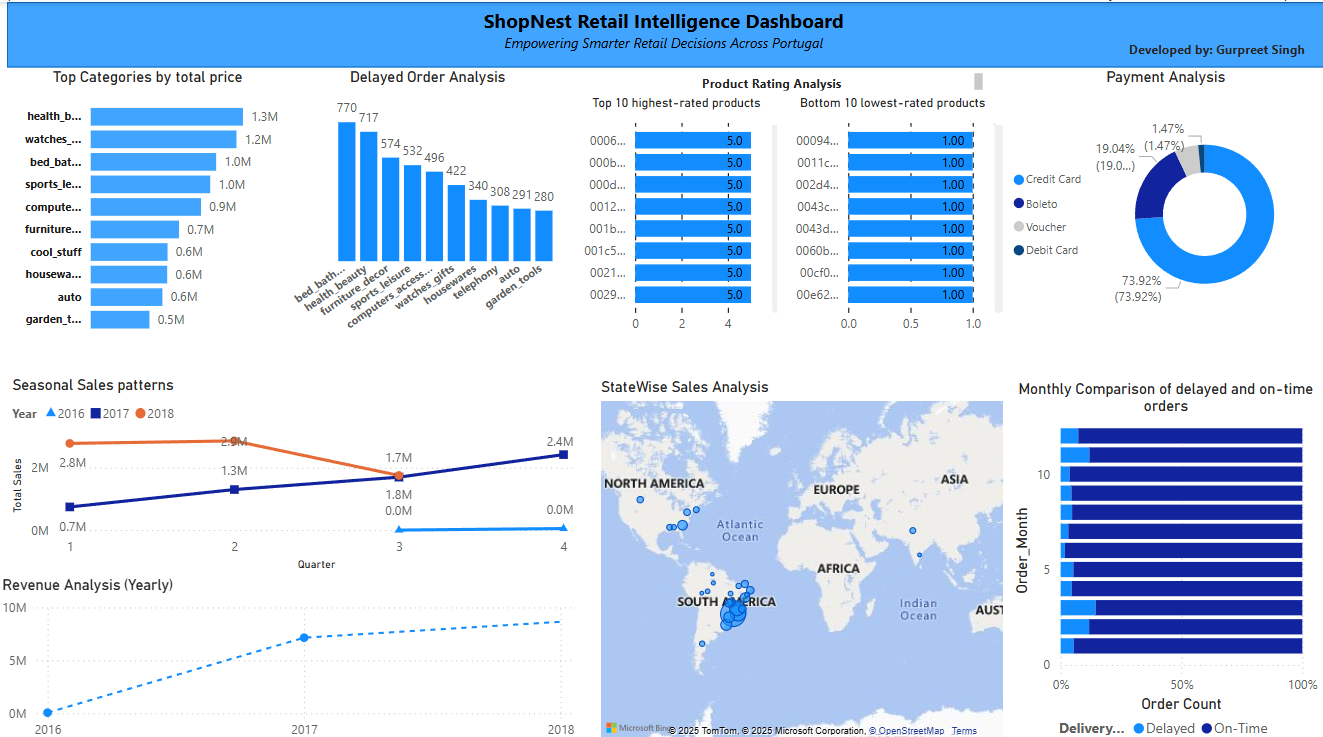 ShopNest Retail Intelligence Dashboard
Empowering Smarter Retail Decisions Across Portugal
Developed by: Gurpreet Singh
Top Categories by total price
health_b... 1.3M
watches_... 1.2M
bed_bat... 1.0M
sports_le... 1.0M
compute... 0.9M
furniture... 0.7M
cool_stuff 0.6M
housewa... 0.6M
auto 0.6M
garden_t... 0.5M
Delayed Order Analysis
770 717 574 532 496 422 340 308 291 280
bed_bath... health_beauty furniture_decor sports_leisure computers_access... watches_gifts housewares telephony auto garden_tools
Product Rating Analysis
Top 10 highest-rated products
0006... 5.0
000b... 5.0
000d... 5.0
0012... 5.0
001b... 5.0
001c5... 5.0
0021... 5.0
0029... 5.0
0 2 4
Bottom 10 lowest-rated products
00094... 1.00
0011c... 1.00
002d4... 1.00
0043c... 1.00
0043d... 1.00
0060b... 1.00
00cf0... 1.00
00e62... 1.00
0.0 0.5 1.0
Payment Analysis
Credit Card
Boleto
Voucher
Debit Card
1.47%
(1.47%)
19.04%
(19.0...)
73.92%
(73.92%)
Seasonal Sales patterns
Year 2016 2017 2018
Total Sales
2M
0M
2.8M 2.9M 1.7M 2.4M
0.7M 1.3M 1.8M
0.0M 0.0M
1 2 3 4
Quarter
Revenue Analysis (Yearly)
10M
5M
0M
2016 2017 2018
StateWise Sales Analysis
NORTH AMERICA
EUROPE
ASIA
Atlantic
Ocean
AFRICA
SOUTH AMERICA
Indian
Ocean
AUST
Microsoft Bing
© 2025 TomTom, © 2025 Microsoft Corporation, © OpenStreetMap Terms
Monthly Comparison of delayed and on-time
orders
Order_Month
10
5
0
0% 50% 100%
Order Count
Delivery... Delayed On-Time